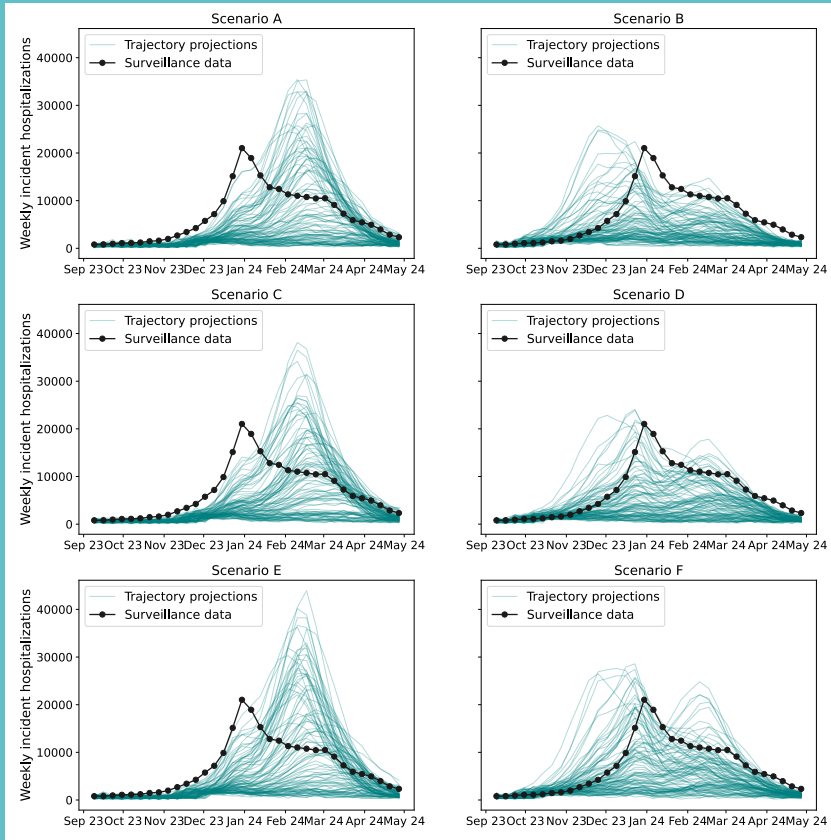 Scenario A
Trajectory projections
Surveillance data
Weekly incident hospitalizations
40000
30000
20000
10000
0
Sep 23 Oct 23 Nov 23 Dec 23 Jan 24 Feb 24 Mar 24 Apr 24 May 24
Scenario B
Trajectory projections
Surveillance data
Sep 23 Oct 23 Nov 23 Dec 23 Jan 24 Feb 24 Mar 24 Apr 24 May 24
Scenario C
Trajectory projections
Surveillance data
Weekly incident hospitalizations
40000
30000
20000
10000
0
Sep 23 Oct 23 Nov 23 Dec 23 Jan 24 Feb 24 Mar 24 Apr 24 May 24
Scenario D
Trajectory projections
Surveillance data
Sep 23 Oct 23 Nov 23 Dec 23 Jan 24 Feb 24 Mar 24 Apr 24 May 24
Scenario E
Trajectory projections
Surveillance data
Weekly incident hospitalizations
40000
30000
20000
10000
0
Sep 23 Oct 23 Nov 23 Dec 23 Jan 24 Feb 24 Mar 24 Apr 24 May 24
Scenario F
Trajectory projections
Surveillance data
Sep 23 Oct 23 Nov 23 Dec 23 Jan 24 Feb 24 Mar 24 Apr 24 May 24